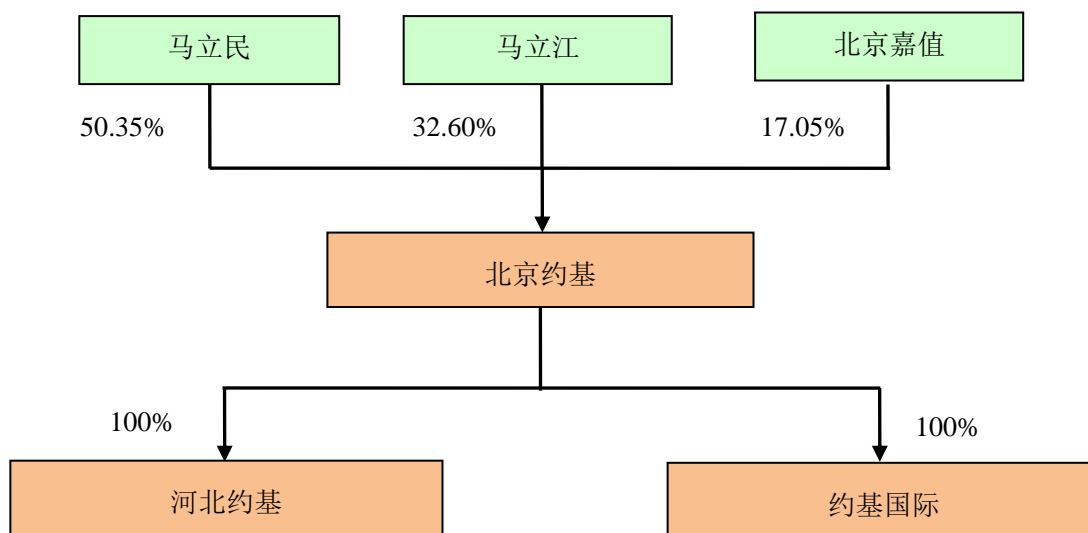 马立民
马立江
北京嘉值
50.35%
32.60%
17.05%
北京约基
100%
100%
河北约基
约基国际